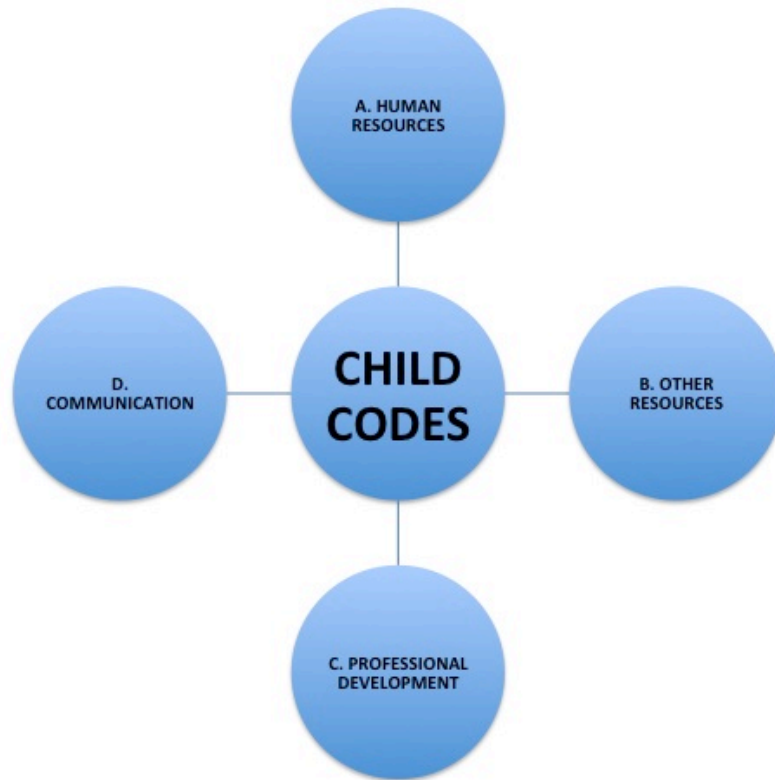 A. HUMAN
RESOURCES
D.
COMMUNICATION
CHILD
CODES
B. OTHER
RESOURCES
C. PROFESSIONAL
DEVELOPMENT